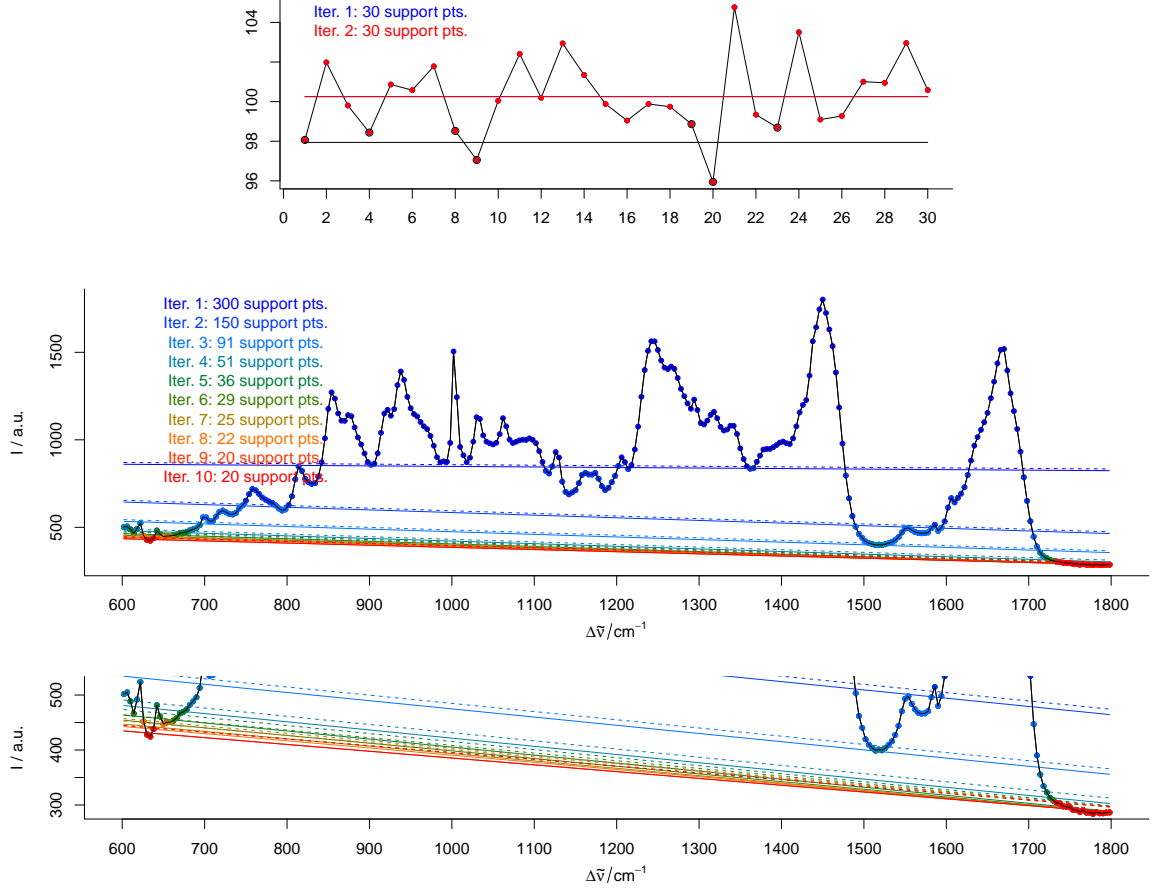 104
100
98
96
Iter. 1: 30 support pts.
Iter. 2: 30 support pts.
0 2 4 6 8 10 12 14 16 18 20 22 24 26 28 30
1500
1000
500
I / a.u.
Iter. 1: 300 support pts.
Iter. 2: 150 support pts.
Iter. 3: 91 support pts.
Iter. 4: 51 support pts.
Iter. 5: 36 support pts.
Iter. 6: 29 support pts.
Iter. 7: 25 support pts.
Iter. 8: 22 support pts.
Iter. 9: 20 support pts.
Iter. 10: 20 support pts.
600 700 800 900 1000 1100 1200 1300 1400 1500 1600 1700 1800
Δν̃/cm⁻¹
500
400
300
I / a.u.
600 700 800 900 1000 1100 1200 1300 1400 1500 1600 1700 1800
Δν̃/cm⁻¹